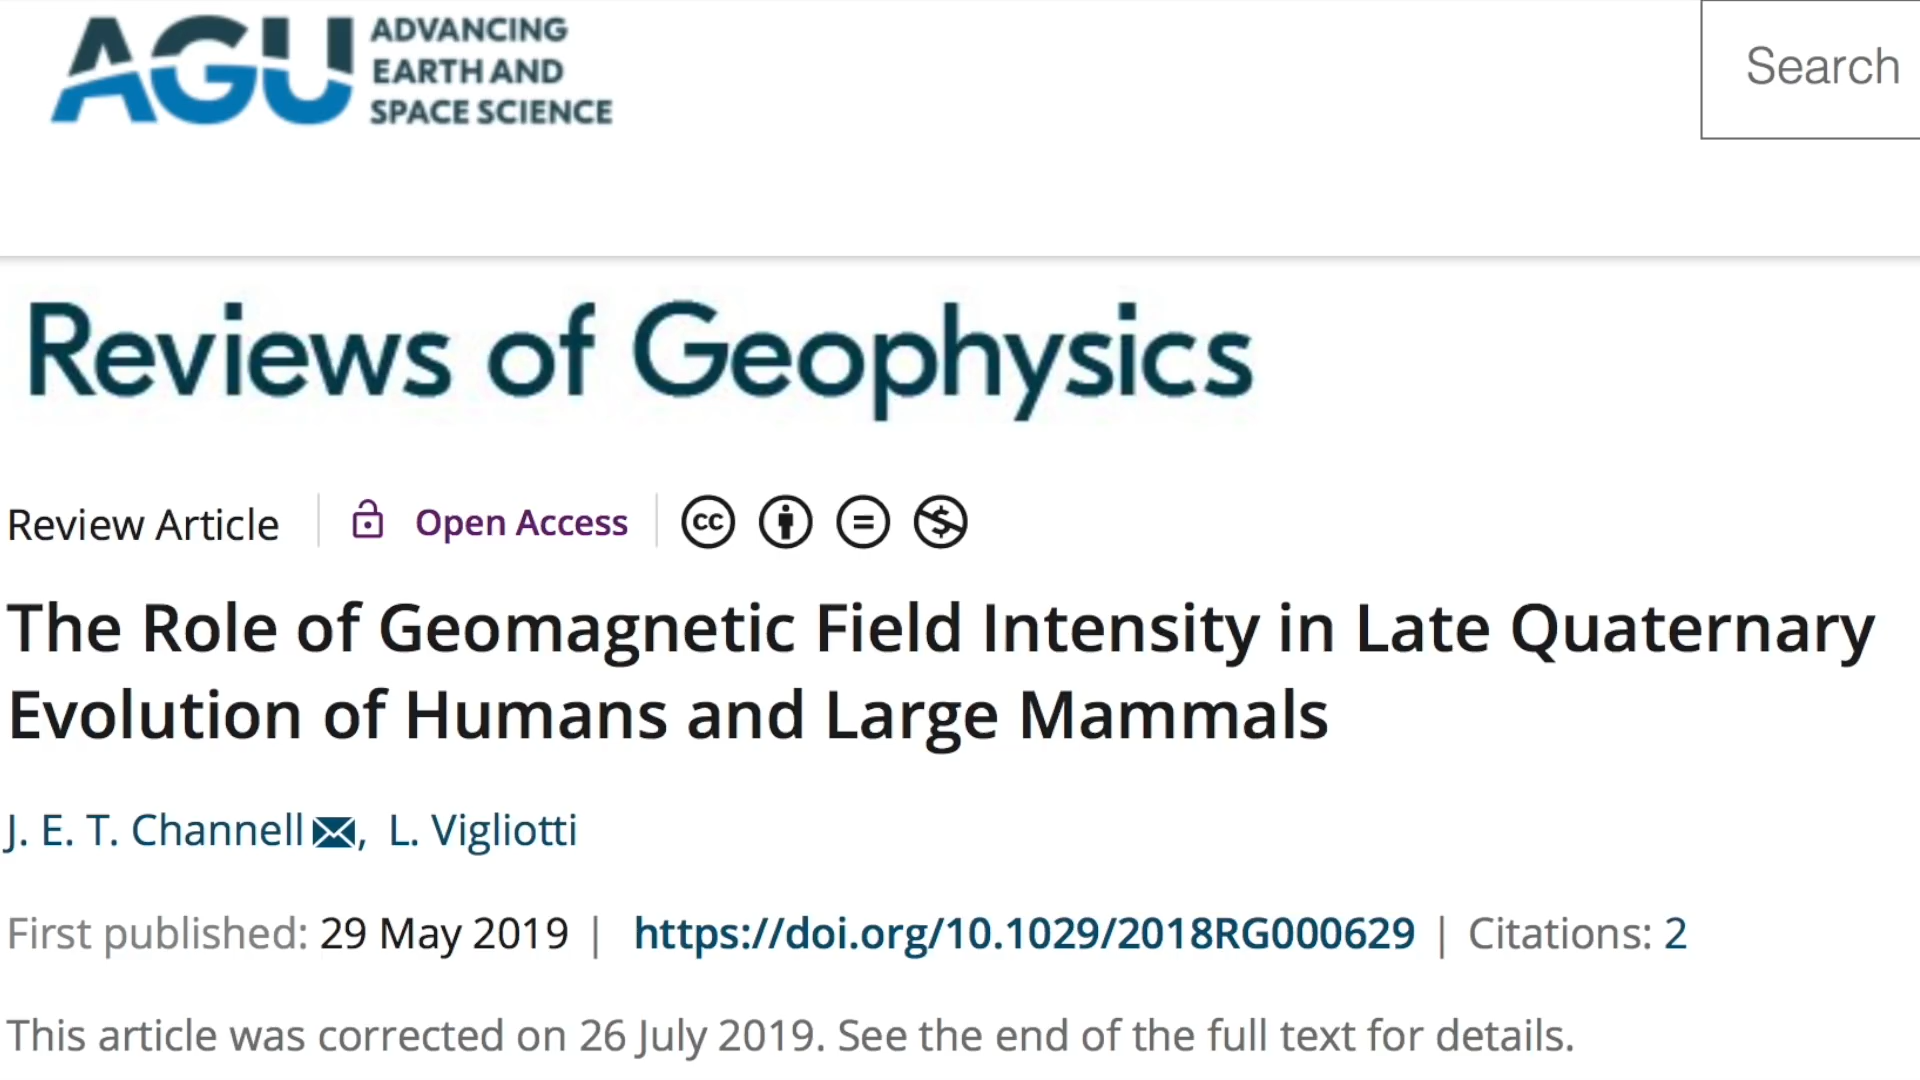 AGU ADVANCING
EARTH AND
SPACE SCIENCE
Search
Reviews of Geophysics
Review Article | Open Access | cc
The Role of Geomagnetic Field Intensity in Late Quaternary
Evolution of Humans and Large Mammals
J. E. T. Channell, L. Vigliotti
First published: 29 May 2019 | https://doi.org/10.1029/2018RG000629 | Citations: 2
This article was corrected on 26 July 2019. See the end of the full text for details.